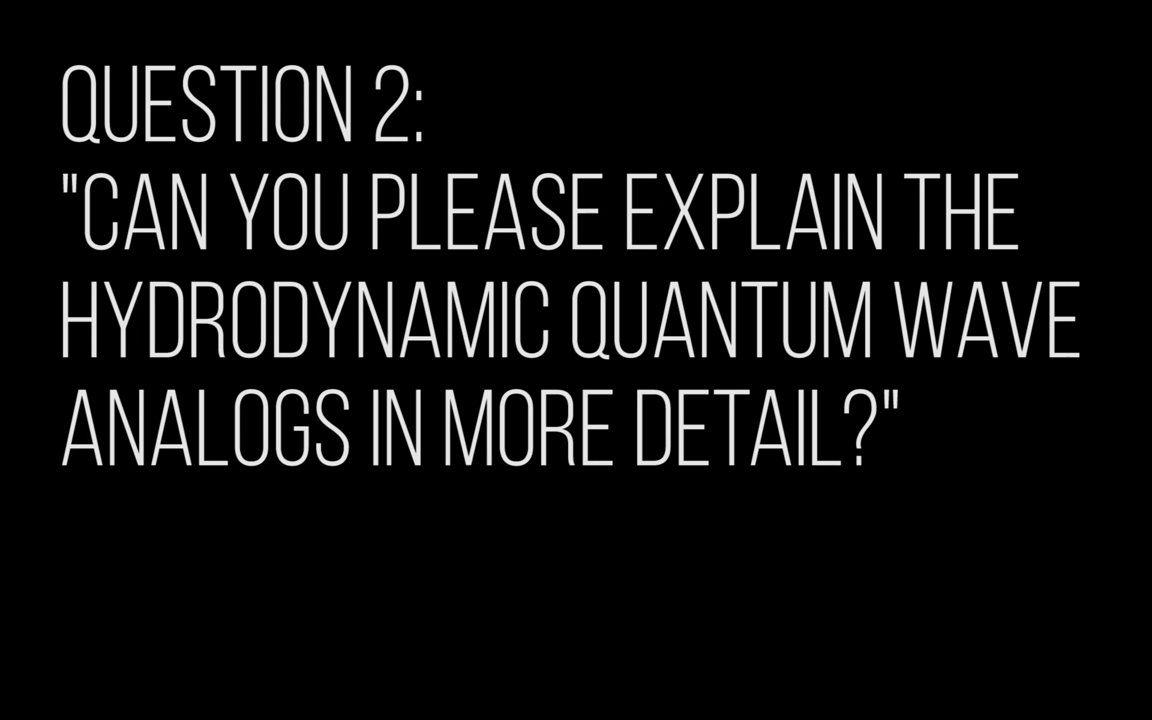 QUESTION 2:
"CAN YOU PLEASE EXPLAIN THE
HYDRODYNAMIC QUANTUM WAVE
ANALOGS IN MORE DETAIL?"